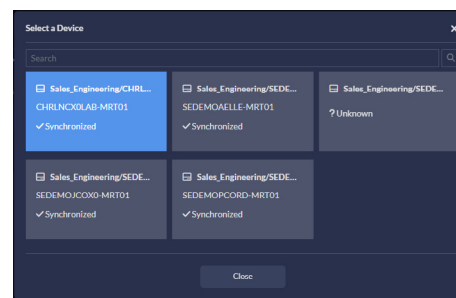 Select a Device
Search
Sales_Engineering/CHRL...
CHRLNCX0LAB-MRT01
Synchronized
Sales_Engineering/SEDE...
SEDEMOAELLE-MRT01
Synchronized
Sales_Engineering/SEDE...
Unknown
Sales_Engineering/SEDE...
SEDEMOJCOX0-MRT01
Synchronized
Sales_Engineering/SEDE...
SEDEMOPCORD-MRT01
Synchronized
Close